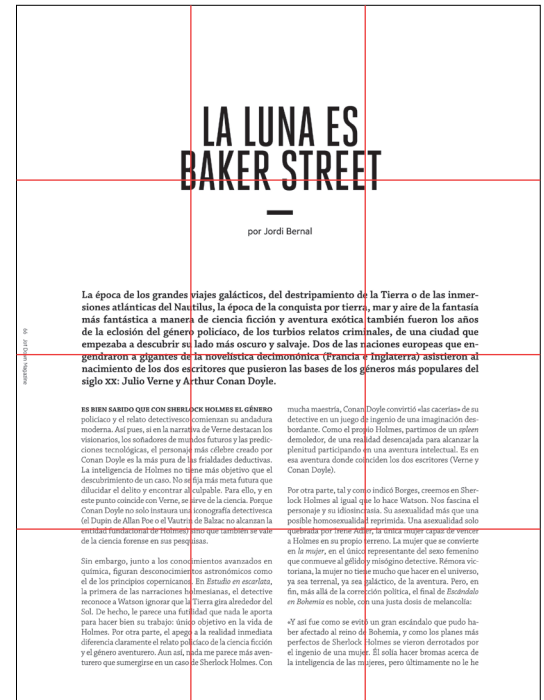 LA LUNA ES
BAKER STREET
por Jordi Bernal
La época de los grandes viajes galácticos, del destripamiento de la Tierra o de las inmer-
siones atlánticas del Nautilus, la época de la conquista por tierra, mar y aire de la fantasía
más fantástica a manera de ciencia ficción y aventura exótica también fueron los años
de la eclosión del género policíaco, de los turbios relatos criminales, de una ciudad que
empezaba a descubrir su lado más oscuro y salvaje. Dos de las naciones europeas que en-
gendraron a gigantes de la novelística decimonónica (Francia e Inglaterra) asistieron al
nacimiento de los dos escritores que pusieron las bases de los géneros más populares del
siglo XX: Julio Verne y Arthur Conan Doyle.
66 Jot Down Magazine
ES BIEN SABIDO QUE CON SHERLOCK HOLMES EL GÉNERO
policíaco y el relato detectivesco comienzan su andadura
moderna. Así pues, si en la narrativa de Verne destacan los
visionarios, los soñadores de mundos futuros y las predic-
ciones tecnológicas, el personaje más célebre creado por
Conan Doyle es la más pura de las frialdades deductivas.
La inteligencia de Holmes no tiene más objetivo que el
descubrimiento de un caso. No se fija más meta futura que
dilucidar el delito y encontrar al culpable. Para ello, y en
este punto coincide con Verne, se sirve de la ciencia. Porque
Conan Doyle no solo instaura una iconografía detectivesca
(el Dupin de Allan Poe o el Vautrin de Balzac no alcanzan la
entidad fundacional de Holmes) sino que también se vale
de la ciencia forense en sus pesquisas.
Sin embargo, junto a los conocimientos avanzados en
química, figuran desconocimientos astronómicos como
el de los principios copernicanos. En Estudio en escarlata,
la primera de las narraciones holmesianas, el detective
reconoce a Watson ignorar que la Tierra gira alrededor del
Sol. De hecho, le parece una futilidad que nada le aporta
para hacer bien su trabajo: único objetivo en la vida de
Holmes. Por otra parte, el apego a la realidad inmediata
diferencia claramente el relato policíaco de la ciencia ficción
y el género aventurero. Aun así, nada me parece más aven-
turero que sumergirse en un caso de Sherlock Holmes. Con
mucha maestría, Conan Doyle convirtió «las cacerías» de su
detective en un juego de ingenio de una imaginación des-
bordante. Como el propio Holmes, partimos de un spleen
demoledor, de una realidad desencajada para alcanzar la
plenitud participando en una aventura intelectual. Es en
esa aventura donde coinciden los dos escritores (Verne y
Conan Doyle).
Por otra parte, tal y como indicó Borges, creemos en Sher-
lock Holmes al igual que lo hace Watson. Nos fascina el
personaje y su idiosincrasia. Su asexualidad más que una
posible homosexualidad reprimida. Una asexualidad solo
quebrada por Irene Adler, la única mujer capaz de vencer
a Holmes en su propio terreno. La mujer que se convierte
en la mujer, en el único representante del sexo femenino
que conmueve al gélido y misógino detective. Rémora vic-
toriana, la mujer no tiene mucho que hacer en el universo,
ya sea terrenal, ya sea galáctico, de la aventura. Pero, en
fin, más allá de la corrección política, el final de Escándalo
en Bohemia es noble, con una justa dosis de melancolía:
«Y así fue como se evitó un gran escándalo que pudo ha-
ber afectado al reino de Bohemia, y como los planes más
perfectos de Sherlock Holmes se vieron derrotados por
el ingenio de una mujer. Él solía hacer bromas acerca de
la inteligencia de las mujeres, pero últimamente no le he